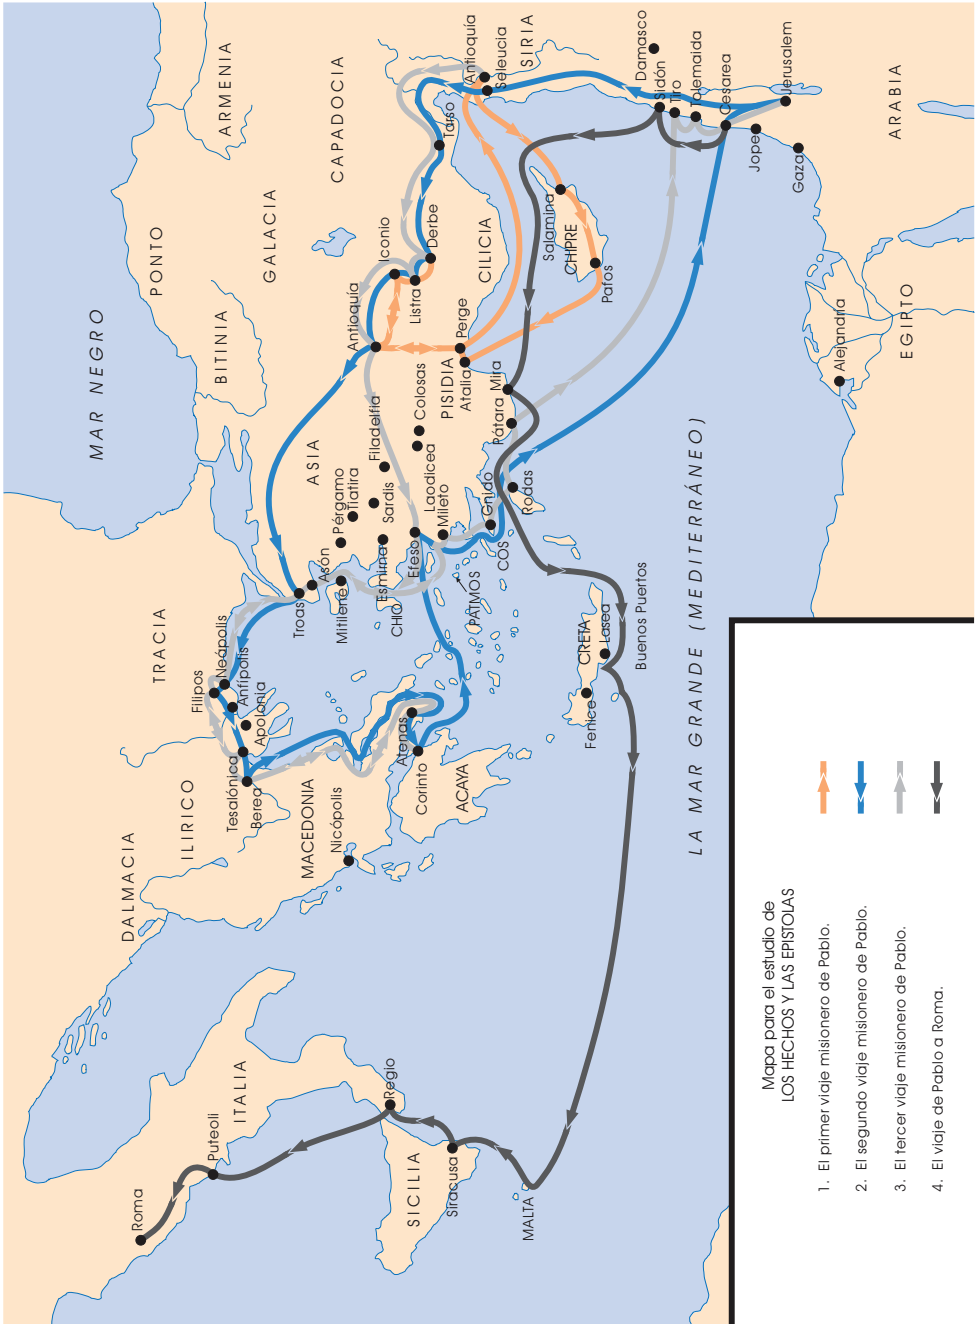 MAR NEGRO
ARMENIA
PONTO
CAPADOCIA
GALACIA
BITINIA
TRACIA
DALMACIA
ILIRICO
MACEDONIA
ITALIA
Roma
Puteoli
Regio
SICILIA
Siracusa
MALTA
Nicópolis
Tesalónica
Berea
Filipos
Neápolis
Anfípolis
Apolonia
Atenas
Corinto
ACAYA
Troas
Asón
Mitilene
CHIO
Esmirna
Pérgamo
Tiatira
Sardis
Filadelfia
ASIA
Efeso
Mileto
Laodicea
Colosas
PATMOS
COS
Gnido
Rodas
Pátara
Mira
PISIDIA
Atalia
Perge
Antioquía
Iconio
Listra
Derbe
CILICIA
Tarso
Antioquía
Seleucia
SIRIA
Salamina
CHIPRE
Pafos
Damasco
Sidón
Tiro
Tolemaida
Cesarea
Jope
Jerusalem
Gaza
ARABIA
Alejandria
EGIPTO
CRETA
Fenice
Lasea
Buenos Puertos
LA MAR GRANDE (MEDITERRÁNEO)
Mapa para el estudio de
LOS HECHOS Y LAS EPISTOLAS
1. El primer viaje misionero de Pablo.
2. El segundo viaje misionero de Pablo.
3. El tercer viaje misionero de Pablo.
4. El viaje de Pablo a Roma.